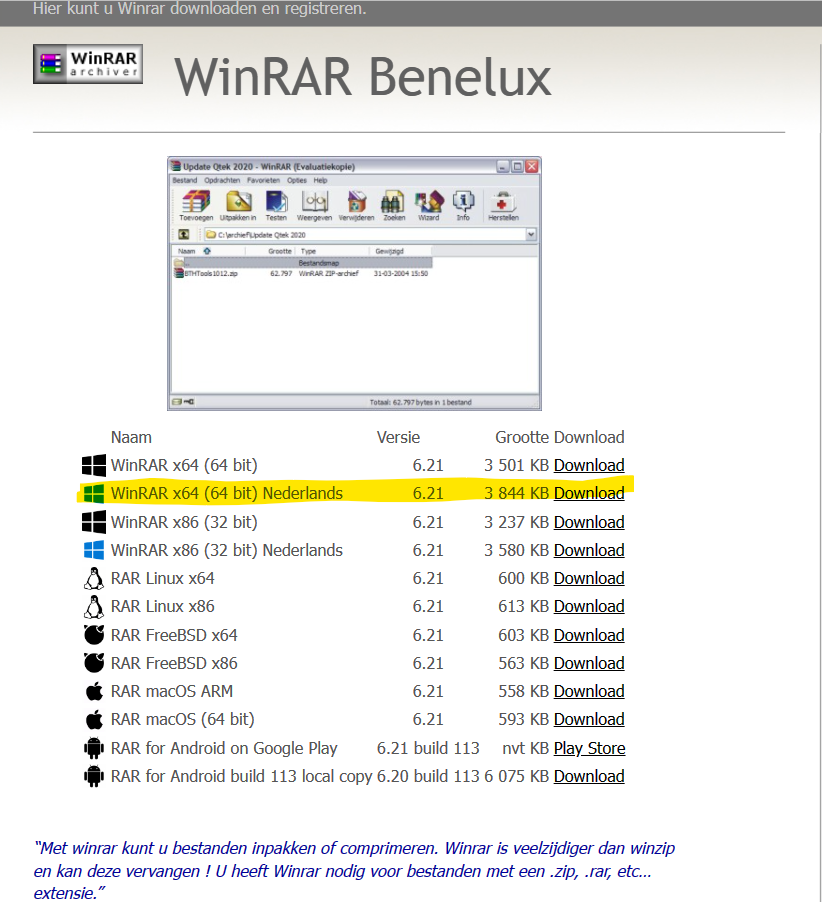 Hier kunt u Winrar downloaden en registreren.
WinRAR
archiver
WinRAR Benelux
Update Qtek 2020 - WinRAR (Evaluatiekopie)
Bestand Opdrachten Favorieten Opties Help
Toevoegen Uitpakken in Testen Weergeven Verwijderen Zoeken Wizard Info Herstellen
C:\archief\Update Qtek 2020
Naam Grootte Type Gewijzigd
.. Bestandsmap
BTHTools1012.zip 62.797 WinRAR ZIP-archief 31-03-2004 15:50
Totaal: 62.797 bytes in 1 bestand
Naam Versie Grootte Download
WinRAR x64 (64 bit) 6.21 3 501 KB Download
WinRAR x64 (64 bit) Nederlands 6.21 3 844 KB Download
WinRAR x86 (32 bit) 6.21 3 237 KB Download
WinRAR x86 (32 bit) Nederlands 6.21 3 580 KB Download
RAR Linux x64 6.21 600 KB Download
RAR Linux x86 6.21 613 KB Download
RAR FreeBSD x64 6.21 603 KB Download
RAR FreeBSD x86 6.21 563 KB Download
RAR macOS ARM 6.21 558 KB Download
RAR macOS (64 bit) 6.21 593 KB Download
RAR for Android on Google Play 6.21 build 113 nvt KB Play Store
RAR for Android build 113 local copy 6.20 build 113 6 075 KB Download
“Met winrar kunt u bestanden inpakken of comprimeren. Winrar is veelzijdiger dan winzip
en kan deze vervangen ! U heeft Winrar nodig voor bestanden met een .zip, .rar, etc...
extensie.”